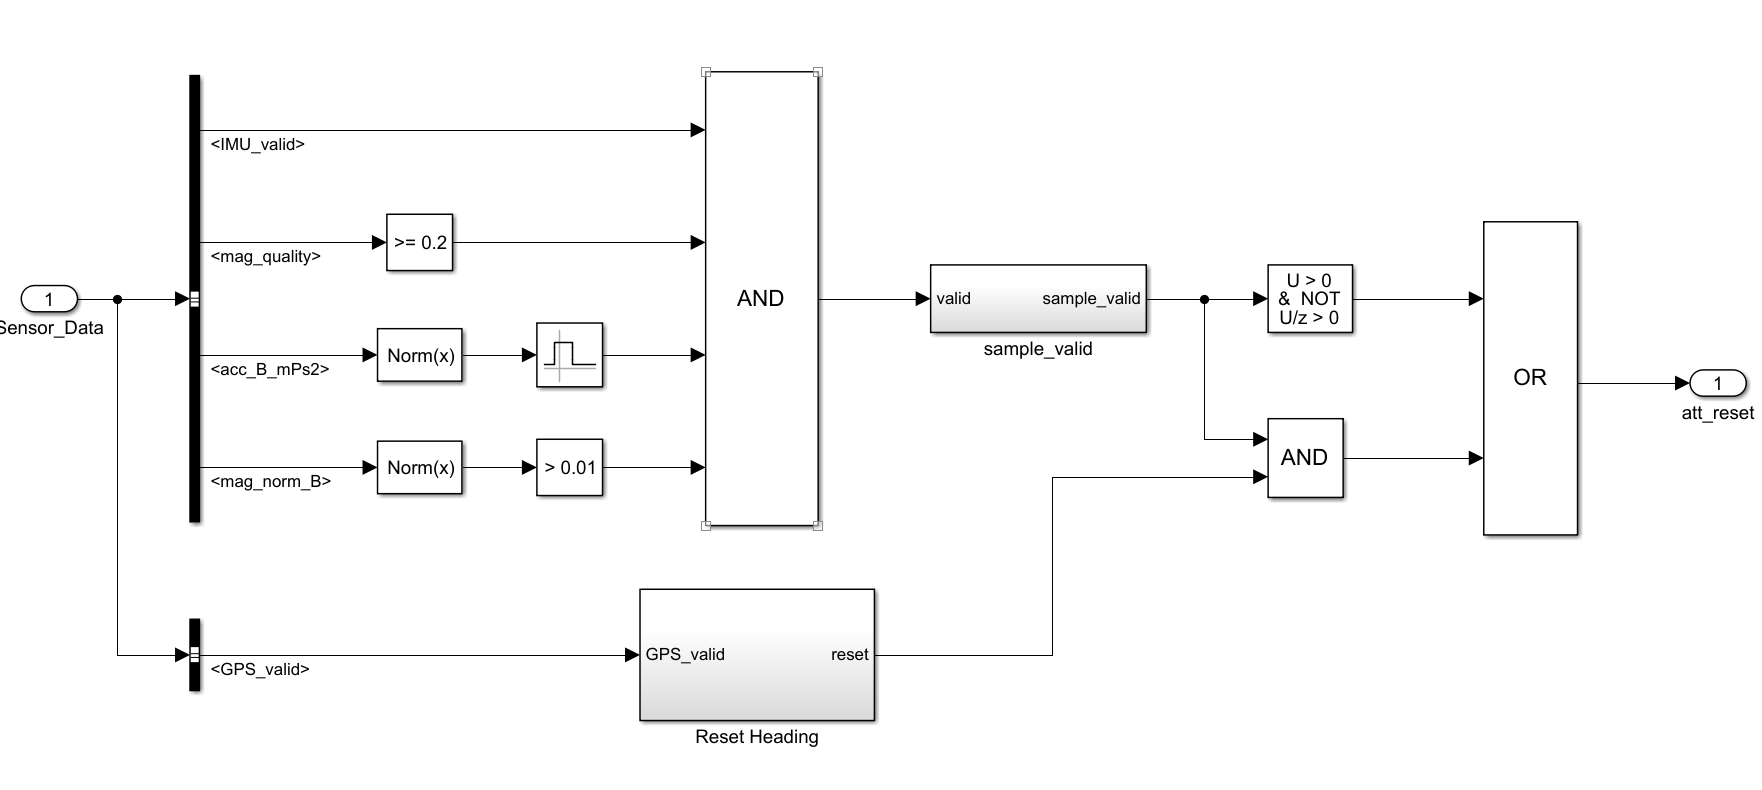 <IMU_valid>
AND
>= 0.2
<mag_quality>
1
Sensor_Data
valid
sample_valid
sample_valid
U > 0
& NOT
U/z > 0
OR
1
att_reset
Norm(x)
<acc_B_mPs2>
AND
Norm(x)
> 0.01
<mag_norm_B>
GPS_valid
reset
<GPS_valid>
Reset Heading